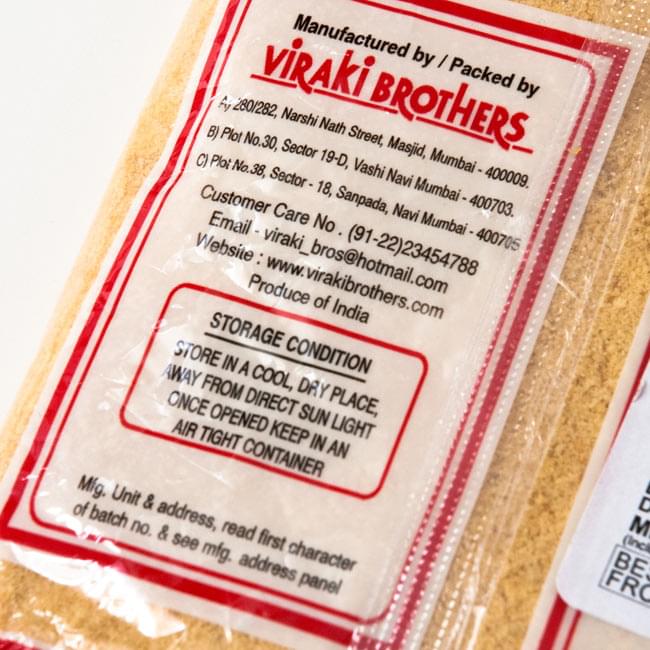 Manufactured by / Packed by
VIRAKI BROTHERS
A) 280/282, Narshi Nath Street, Masjid, Mumbai - 400009.
B) Plot No.30, Sector 19-D, Vashi Navi Mumbai - 400703.
C) Plot No.38, Sector - 18, Sanpada, Navi Mumbai - 400705
Customer Care No . (91-22)23454788
Email - viraki_bros@hotmail.com
Website : www.virakibrothers.com
Produce of India
STORAGE CONDITION
STORE IN A COOL, DRY PLACE,
AWAY FROM DIRECT SUN LIGHT
ONCE OPENED KEEP IN AN
AIR TIGHT CONTAINER
Mfg. Unit & address, read first character
of batch no. & see mfg. address panel